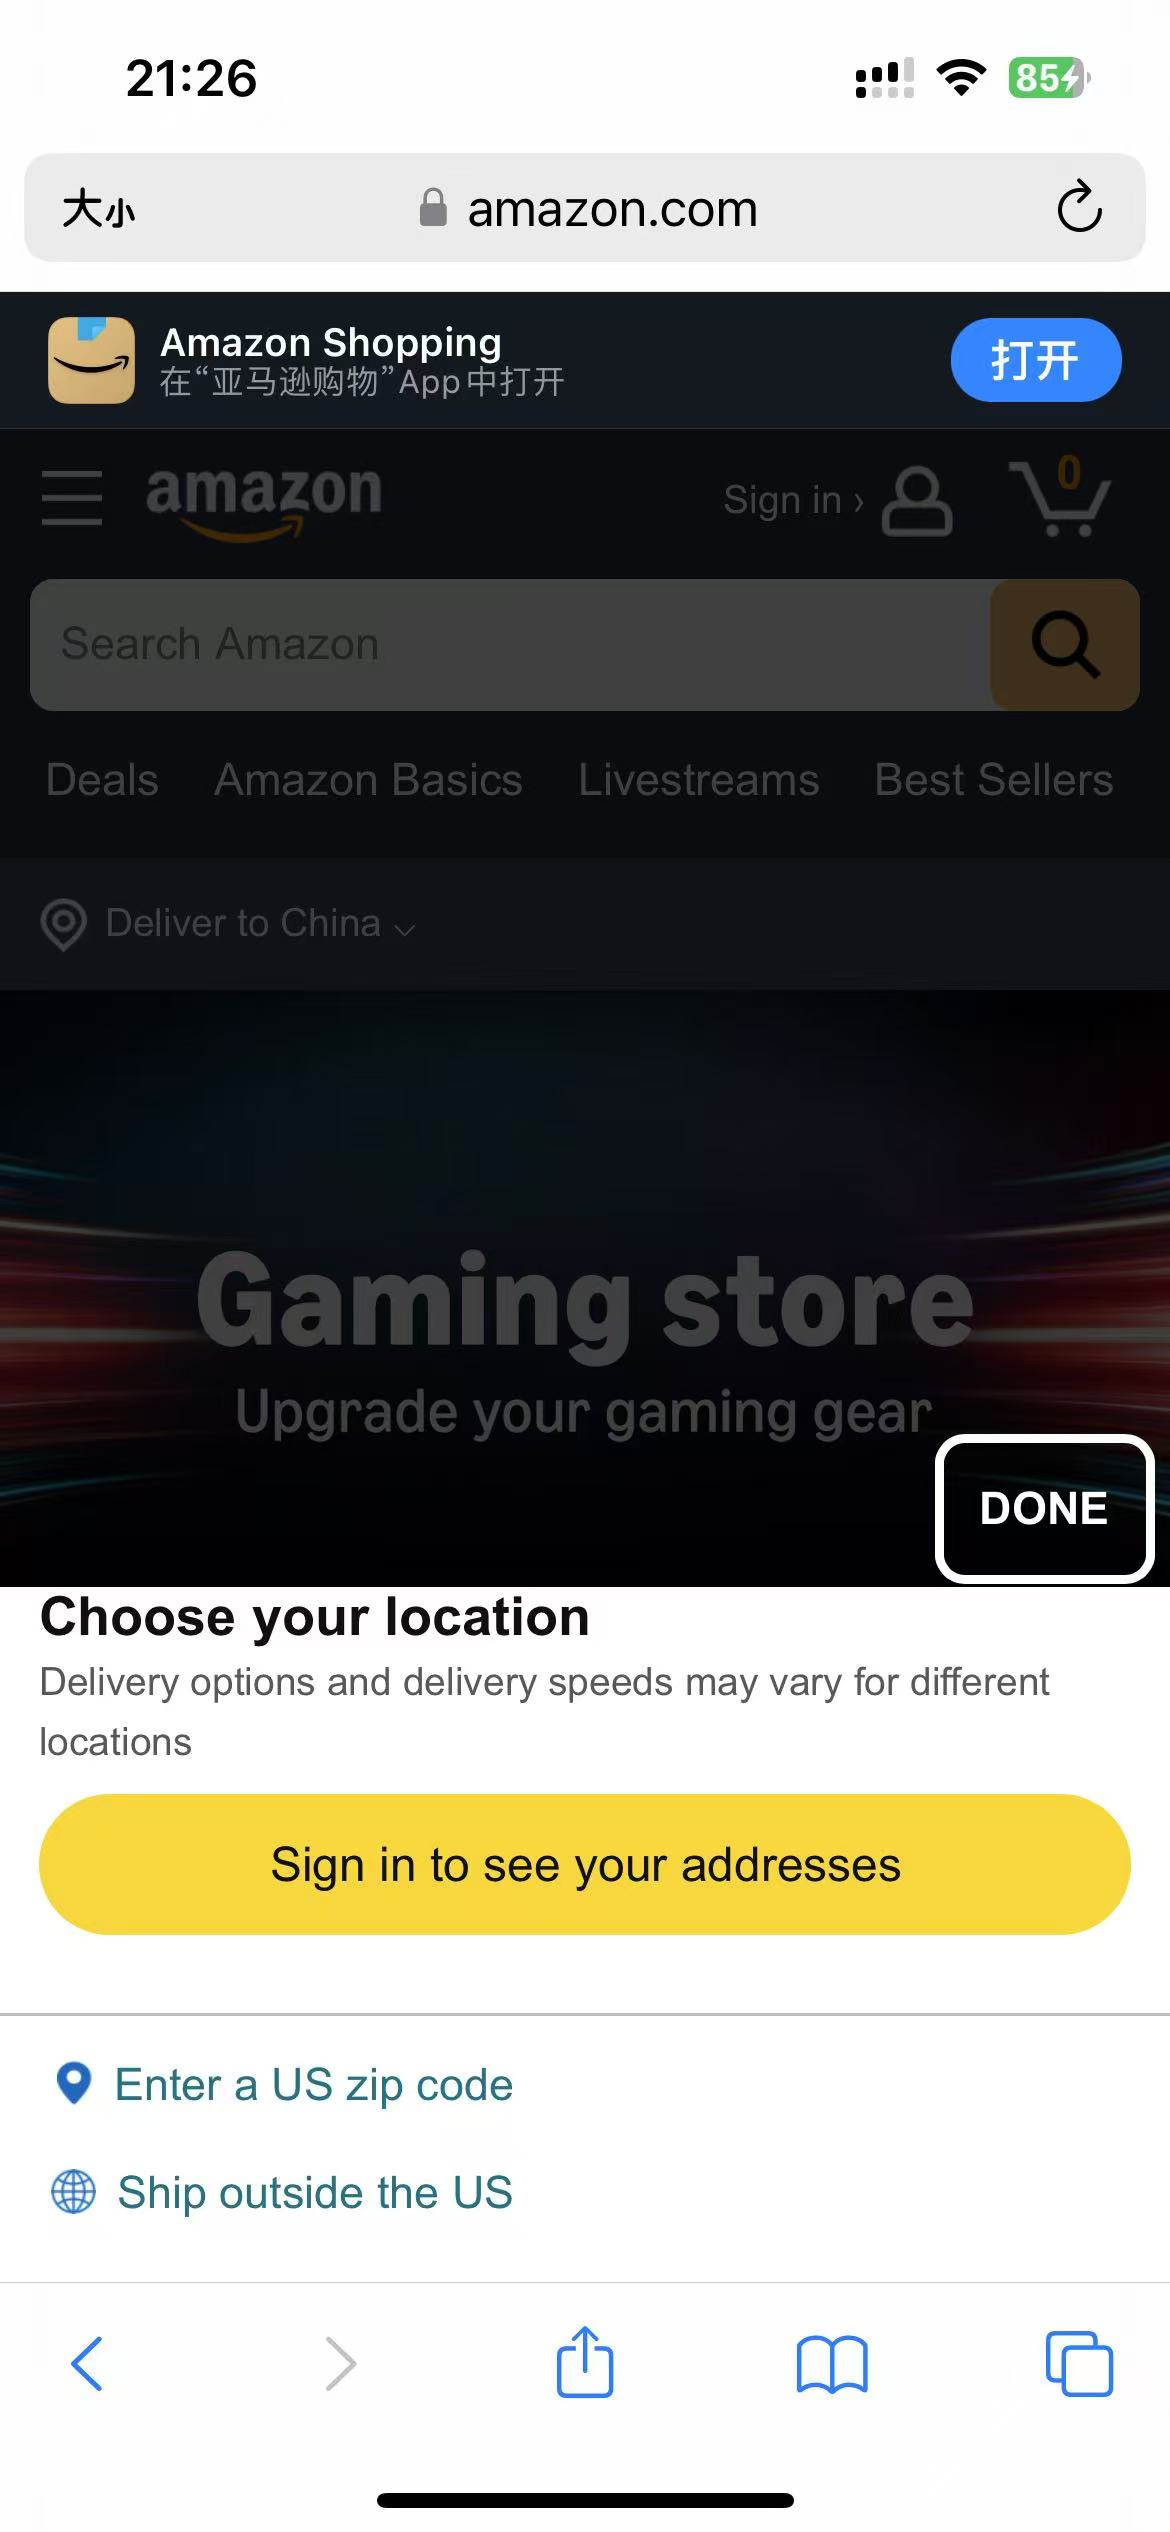 21:26
85
大小
amazon.com
Amazon Shopping
在“亚马逊购物”App中打开
打开
amazon
Sign in ›
0
Search Amazon
Deals Amazon Basics Livestreams Best Sellers
Deliver to China
Gaming store
Upgrade your gaming gear
DONE
Choose your location
Delivery options and delivery speeds may vary for different
locations
Sign in to see your addresses
Enter a US zip code
Ship outside the US